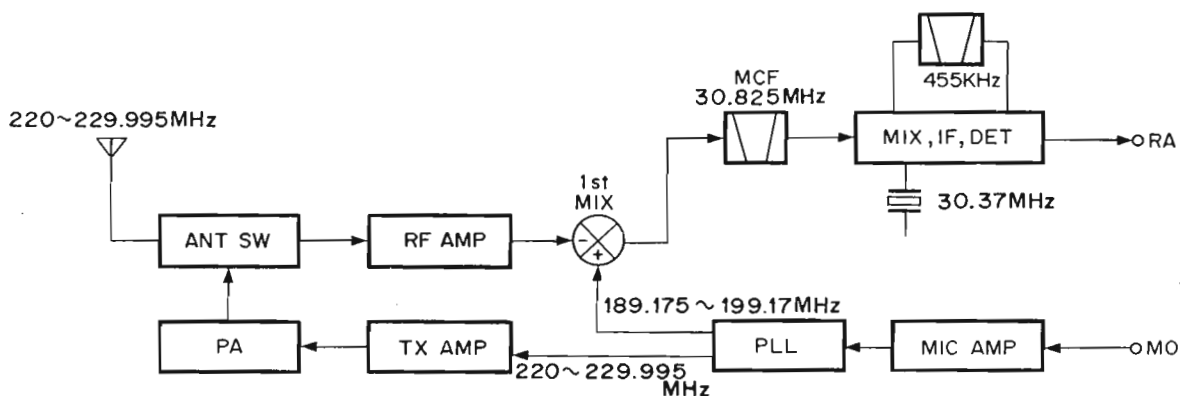 455KHz
MCF
30.825MHz
220~229.995MHz
MIX, IF, DET
RA
1st
MIX
30.37MHz
ANT SW
RF AMP
-
+
189.175~199.17MHz
PA
TX AMP
PLL
MIC AMP
MO
220~229.995
MHz